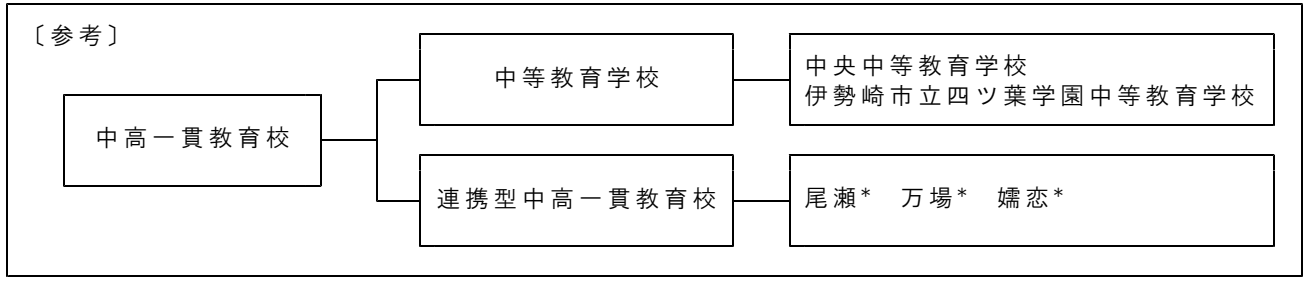 〔参考〕
中高一貫教育校
中等教育学校
中央中等教育学校
伊勢崎市立四ツ葉学園中等教育学校
連携型中高一貫教育校
尾瀬* 万場* 嬬恋*